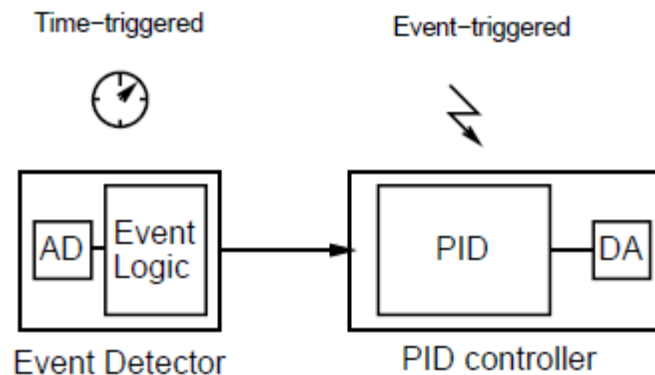 Time-triggered
Event-triggered
AD
Event
Logic
PID
DA
Event Detector
PID controller